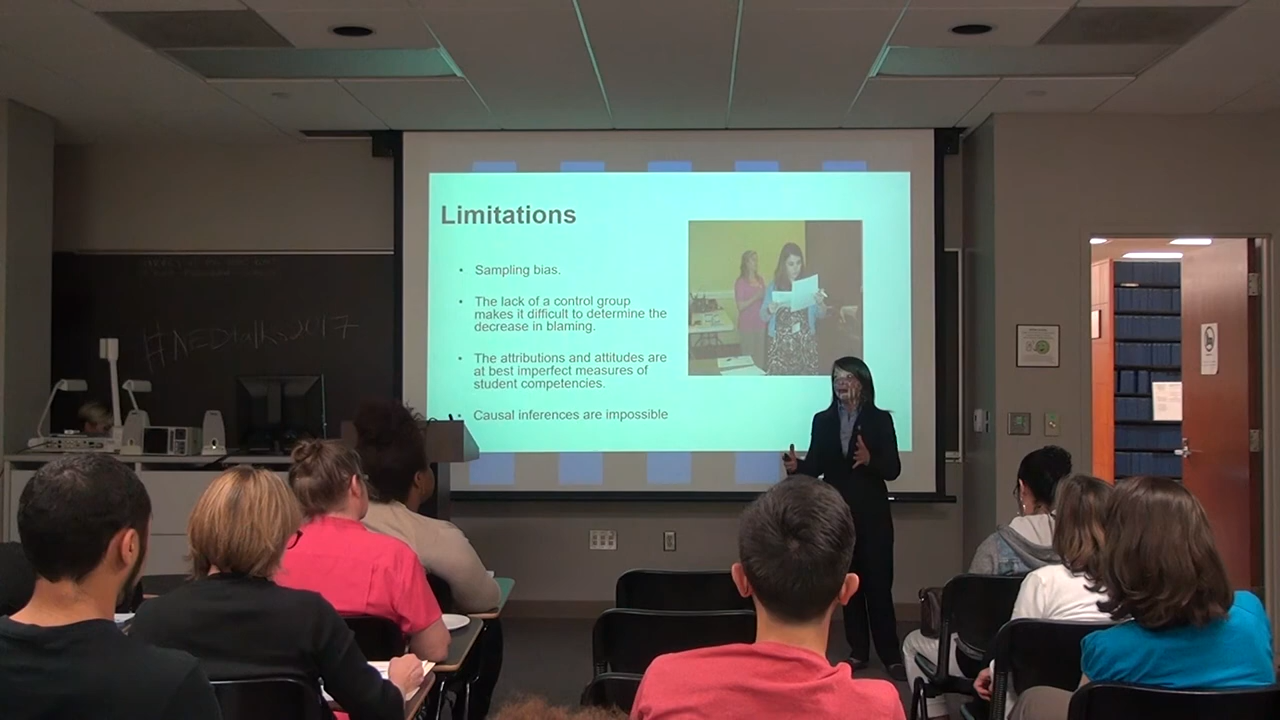 Limitations
• Sampling bias.
• The lack of a control group
makes it difficult to determine the
decrease in blaming.
• The attributions and attitudes are
at best imperfect measures of
student competencies.
• Causal inferences are impossible
#NEDtalks2017